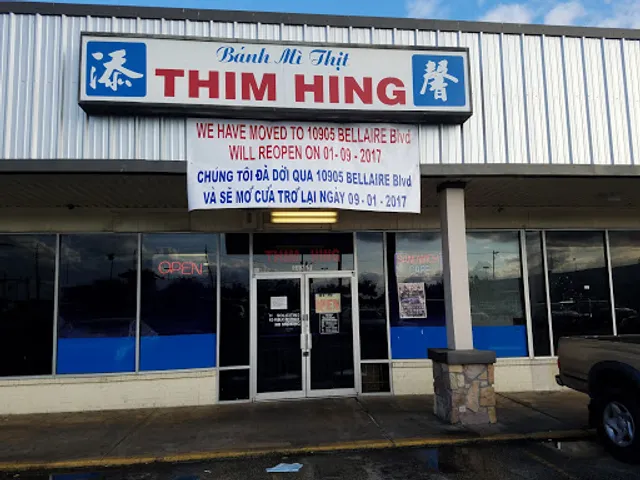 添
Bánh Mì Thịt
THIM HING
馨
WE HAVE MOVED TO 10905 BELLAIRE Blvd
WILL REOPEN ON 01-09-2017
CHÚNG TÔI ĐÃ DỜI QUA 10905 BELLAIRE Blvd
VÀ SẼ MỞ CỬA TRỞ LẠI NGÀY 09-01-2017
THIM HING
OPEN